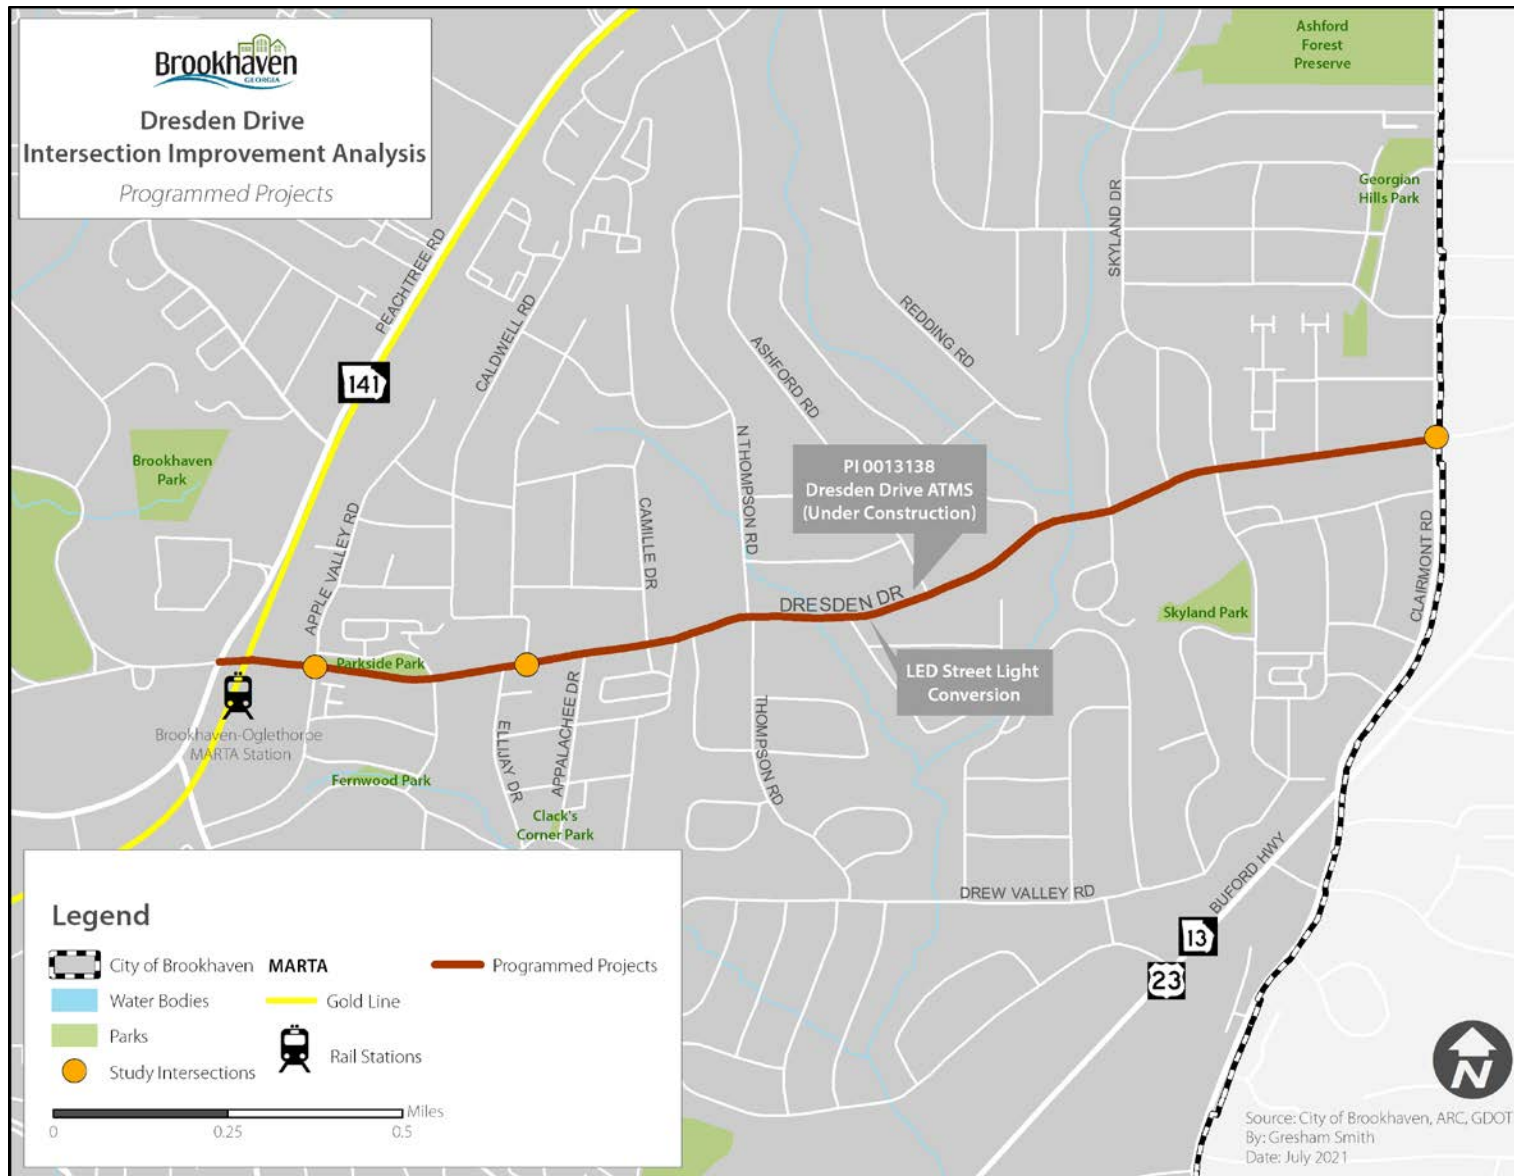 Brookhaven
GEORGIA
Dresden Drive
Intersection Improvement Analysis
Programmed Projects
Ashford
Forest
Preserve
Georgian
Hills Park
SKYLAND DR
PEACHTREE RD
141
CALDWELL RD
REDDING RD
ASHFORD RD
N THOMPSON RD
Brookhaven
Park
PI 0013138
Dresden Drive ATMS
(Under Construction)
CAMILLE DR
APPLE VALLEY RD
CLAIRMONT RD
DRESDEN DR
Skyland Park
Parkside Park
LED Street Light
Conversion
Brookhaven-Oglethorpe
MARTA Station
ELLIJAY DR
APPALACHEE DR
THOMPSON RD
Fernwood Park
Clack's
Corner Park
BUFORD HWY
DREW VALLEY RD
13
23
Legend
City of Brookhaven
Water Bodies
Parks
Study Intersections
MARTA
Gold Line
Rail Stations
Programmed Projects
Miles
0 0.25 0.5
N
Source: City of Brookhaven, ARC, GDOT
By: Gresham Smith
Date: July 2021